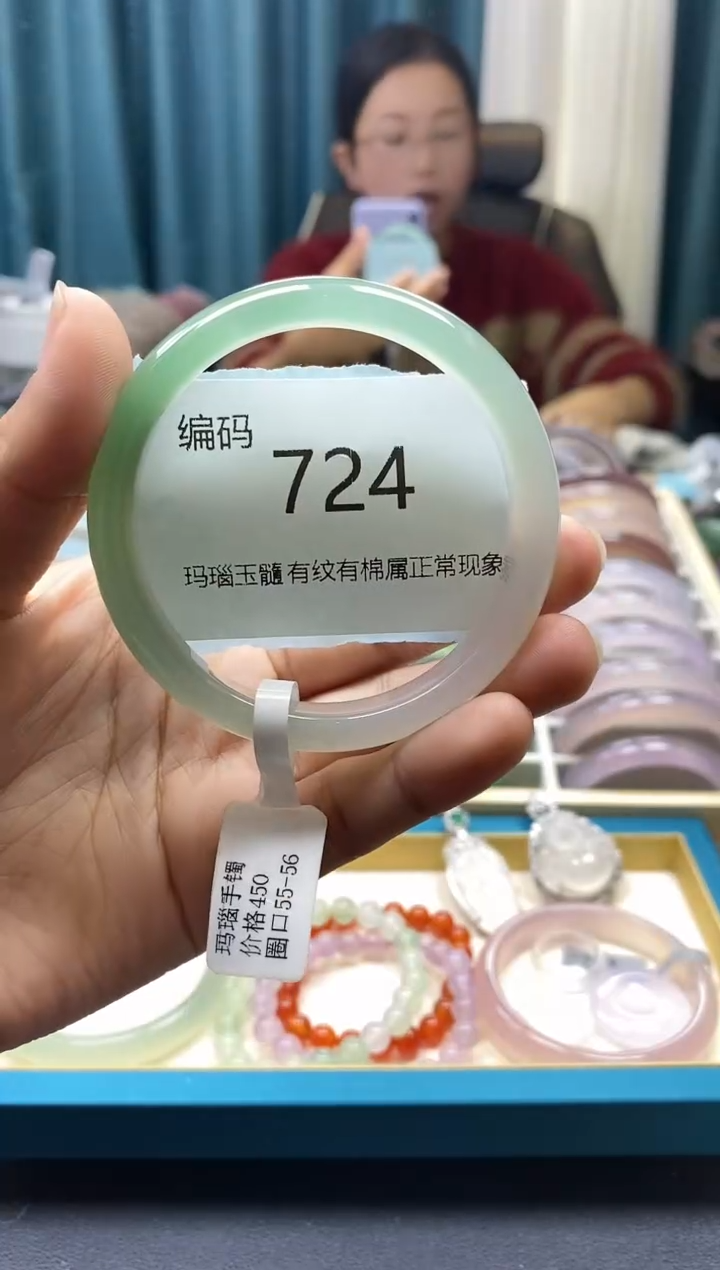 编码
724
玛瑙玉髓 有纹有棉属正常现象
玛瑙手镯
价格450
圈口55-56